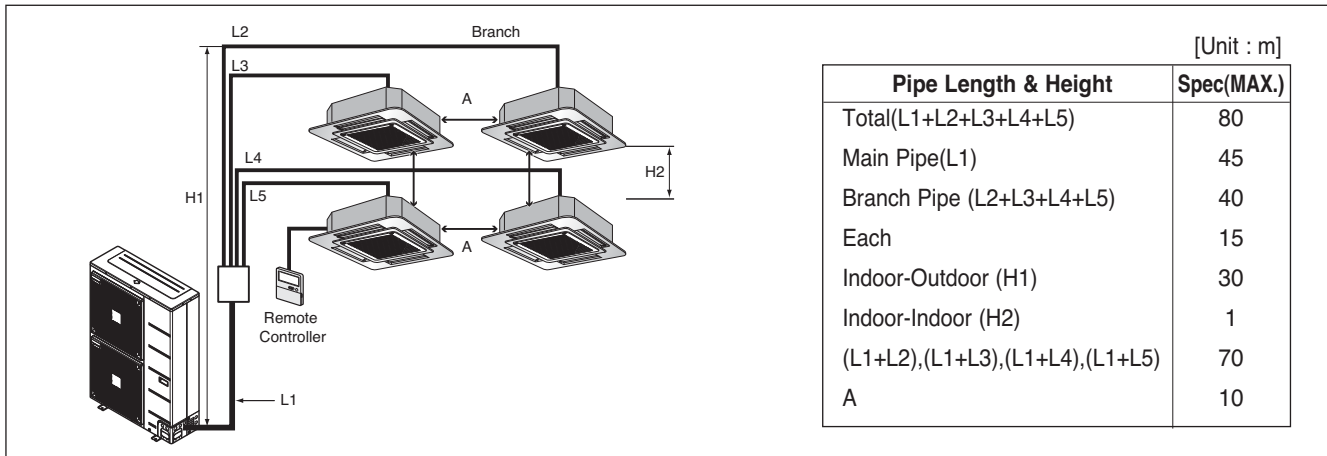 L2
Branch
L3
A
L4
H2
H1
L5
A
Remote
Controller
L1
[Unit : m]
Pipe Length & Height Spec(MAX.)
Total(L1+L2+L3+L4+L5) 80
Main Pipe(L1) 45
Branch Pipe (L2+L3+L4+L5) 40
Each 15
Indoor-Outdoor (H1) 30
Indoor-Indoor (H2) 1
(L1+L2),(L1+L3),(L1+L4),(L1+L5) 70
A 10